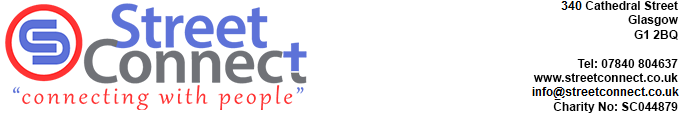 Street
Connect
“connecting with people”
340 Cathedral Street
Glasgow
G1 2BQ
Tel: 07840 804637
www.streetconnect.co.uk
info@streetconnect.co.uk
Charity No: SC044879